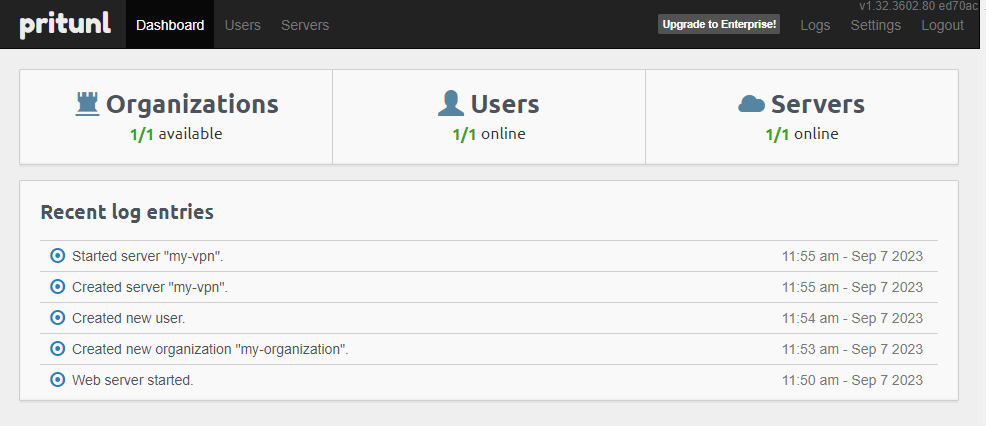 v1.32.3602.80 ed70ac
pritunl Dashboard Users Servers Upgrade to Enterprise! Logs Settings Logout
Organizations
1/1 available
Users
1/1 online
Servers
1/1 online
Recent log entries
Started server "my-vpn". 11:55 am - Sep 7 2023
Created server "my-vpn". 11:55 am - Sep 7 2023
Created new user. 11:54 am - Sep 7 2023
Created new organization "my-organization". 11:53 am - Sep 7 2023
Web server started. 11:50 am - Sep 7 2023